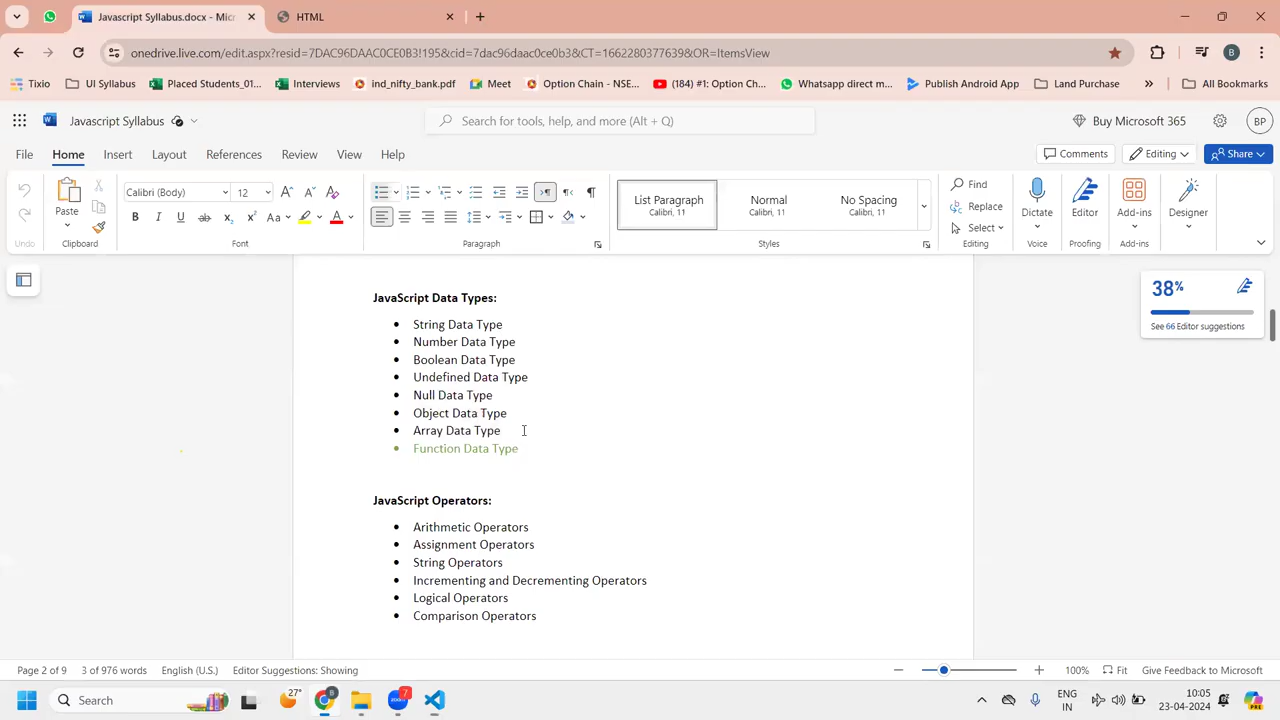 Javascript Syllabus.docx - Micr
HTML
onedrive.live.com/edit.aspx?resid=7DAC96DAAC0CE0B3!195&cid=7dac96daac0ce0b3&CT=1662280377639&OR=ItemsView
B
Tixio
UI Syllabus
Placed Students_01...
Interviews
ind_nifty_bank.pdf
Meet
Option Chain - NSE...
(184) #1: Option Ch...
Whatsapp direct m...
Publish Android App
Land Purchase
»
All Bookmarks
Javascript Syllabus
Search for tools, help, and more (Alt + Q)
Buy Microsoft 365
BP
File
Home
Insert
Layout
References
Review
View
Help
Comments
Editing
Share
Undo
Paste
Clipboard
Calibri (Body)
12
Font
Paragraph
List Paragraph
Calibri, 11
Normal
Calibri, 11
No Spacing
Calibri, 11
Styles
Find
Replace
Select
Editing
Dictate
Voice
Editor
Proofing
Add-ins
Add-ins
Designer
Designer
38%
See 66 Editor suggestions
JavaScript Data Types:
• String Data Type
• Number Data Type
• Boolean Data Type
• Undefined Data Type
• Null Data Type
• Object Data Type
• Array Data Type
• Function Data Type
JavaScript Operators:
• Arithmetic Operators
• Assignment Operators
• String Operators
• Incrementing and Decrementing Operators
• Logical Operators
• Comparison Operators
Page 2 of 9
3 of 976 words
English (U.S.)
Editor Suggestions: Showing
100%
Fit
Give Feedback to Microsoft
Search
27°
7
ENG
IN
10:05
23-04-2024